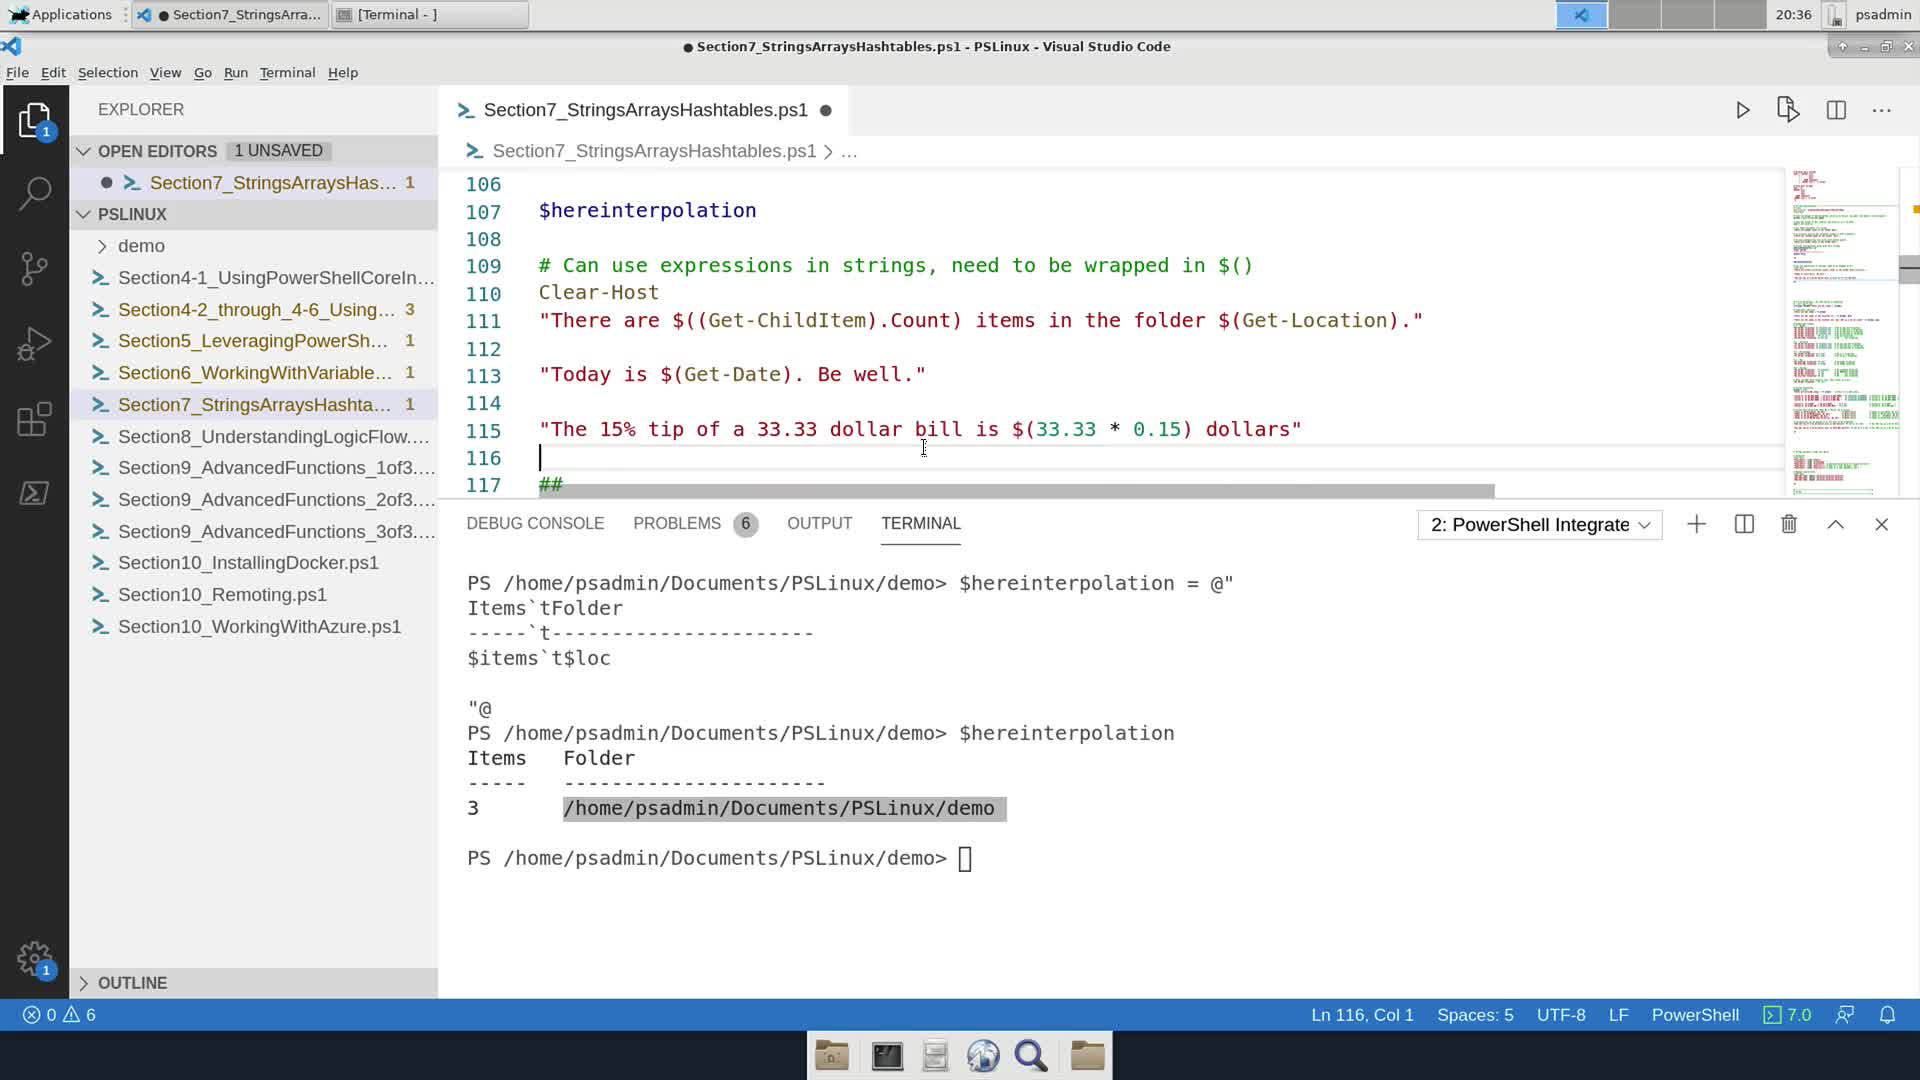 Applications
● Section7_StringsArra...
[Terminal - ]
20:36
psadmin
● Section7_StringsArraysHashtables.ps1 - PSLinux - Visual Studio Code
File Edit Selection View Go Run Terminal Help
1
EXPLORER
OPEN EDITORS 1 UNSAVED
● Section7_StringsArraysHas... 1
PSLINUX
demo
Section4-1_UsingPowerShellCoreIn...
Section4-2_through_4-6_Using... 3
Section5_LeveragingPowerSh... 1
Section6_WorkingWithVariable... 1
Section7_StringsArraysHashta... 1
Section8_UnderstandingLogicFlow....
Section9_AdvancedFunctions_1of3....
Section9_AdvancedFunctions_2of3....
Section9_AdvancedFunctions_3of3....
Section10_InstallingDocker.ps1
Section10_Remoting.ps1
Section10_WorkingWithAzure.ps1
OUTLINE
1
Section7_StringsArraysHashtables.ps1 ●
Section7_StringsArraysHashtables.ps1 > ...
106
107 $hereinterpolation
108
109 # Can use expressions in strings, need to be wrapped in $()
110 Clear-Host
111 "There are $((Get-ChildItem).Count) items in the folder $(Get-Location)."
112
113 "Today is $(Get-Date). Be well."
114
115 "The 15% tip of a 33.33 dollar bill is $(33.33 * 0.15) dollars"
116
117 ##
DEBUG CONSOLE PROBLEMS 6 OUTPUT TERMINAL
2: PowerShell Integrate
PS /home/psadmin/Documents/PSLinux/demo> $hereinterpolation = @"
Items`tFolder
-----`t----------------------
$items`t$loc
"@
PS /home/psadmin/Documents/PSLinux/demo> $hereinterpolation
Items Folder
----- ----------------------
3 /home/psadmin/Documents/PSLinux/demo
PS /home/psadmin/Documents/PSLinux/demo>
0 6
Ln 116, Col 1 Spaces: 5 UTF-8 LF PowerShell 7.0